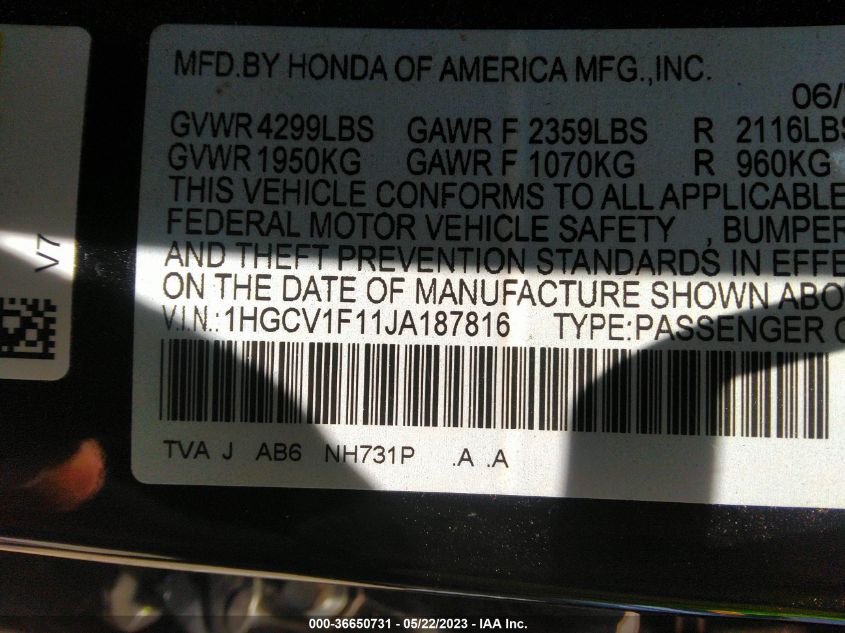 MFD.BY HONDA OF AMERICA MFG.,INC.
06/
GVWR 4299LBS GAWR F 2359LBS R 2116LBS
GVWR 1950KG GAWR F 1070KG R 960KG
THIS VEHICLE CONFORMS TO ALL APPLICABLE
FEDERAL MOTOR VEHICLE SAFETY , BUMPER
AND THEFT PREVENTION STANDARDS IN EFFE
ON THE DATE OF MANUFACTURE SHOWN ABO
V.I.N.: 1HGCV1F11JA187816 TYPE:PASSENGER C
TVA J AB6 NH731P .A .A
V7
000-36650731 - 05/22/2023 - IAA Inc.